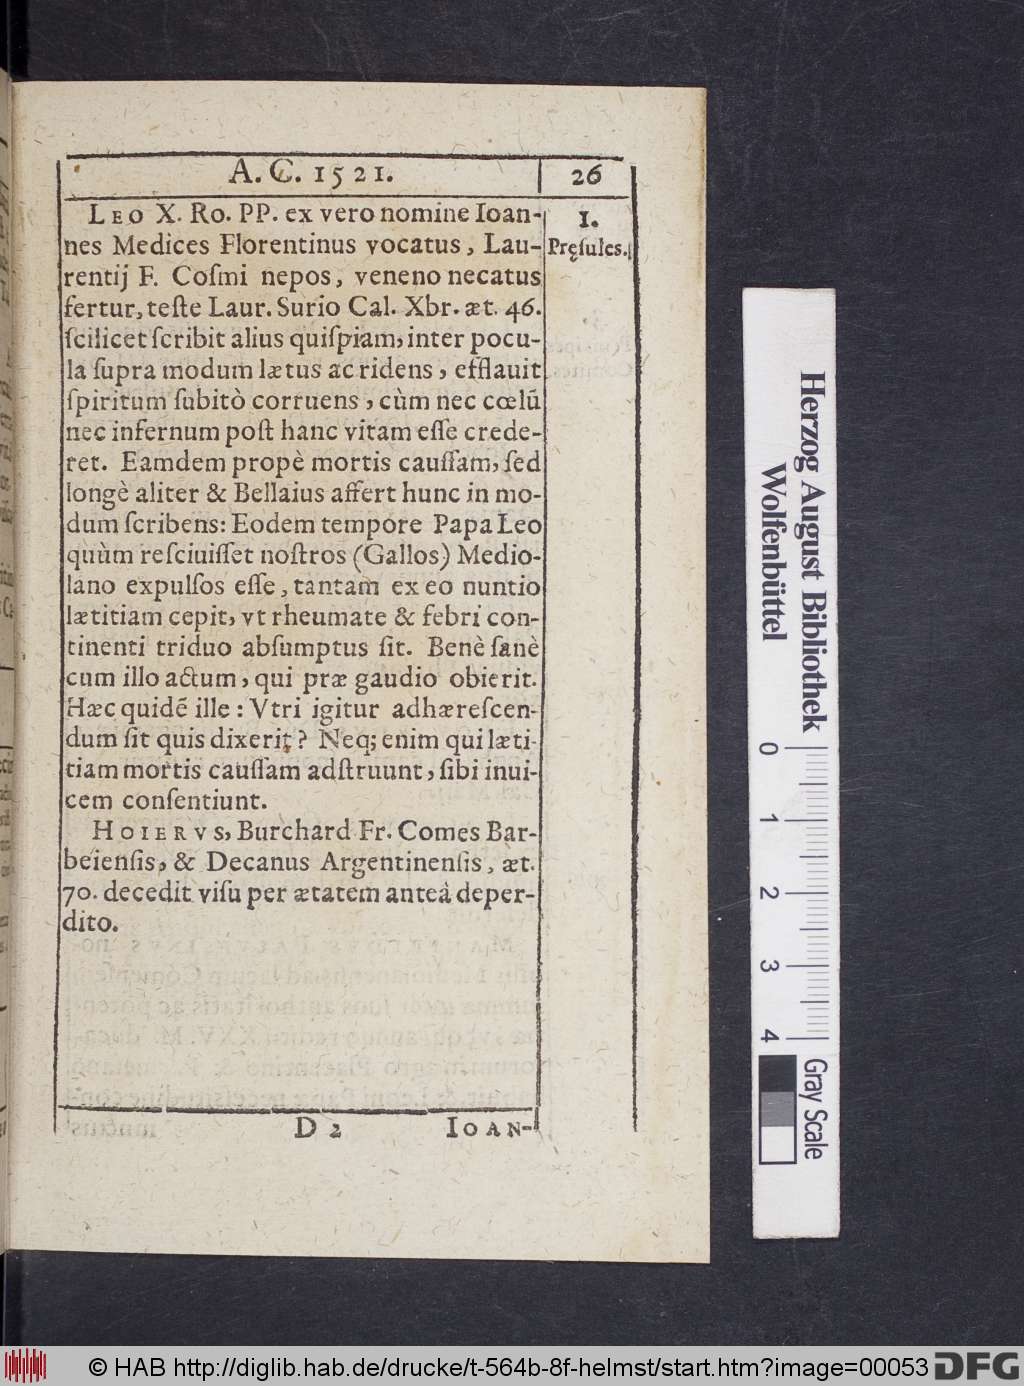 A. C. 1521.
26
LEO X. Ro. PP. ex vero nomine Ioan-
nes Medices Florentinus vocatus, Lau-
rentij F. Coſmi nepos, veneno necatus
fertur, teſte Laur. Surio Cal. Xbr. æt. 46.
ſcilicet ſcribit alius quiſpiam, inter pocu-
la ſupra modum lætus ac ridens, efflauit
ſpiritum ſubitò corruens, cùm nec cœlũ
nec infernum poſt hanc vitam eſſe crede-
ret. Eamdem propè mortis cauſſam, ſed
longè aliter & Bellaius affert hunc in mo-
dum ſcribens: Eodem tempore Papa Leo
quùm reſciuiſſet noſtros (Gallos) Medio-
lano expulſos eſſe, tantam ex eo nuntio
lætitiam cepit, vt rheumate & febri con-
tinenti triduo abſumptus ſit. Benè ſanè
cum illo actum, qui præ gaudio obierit.
Hæc quidẽ ille: Vtri igitur adhæreſcen-
dum ſit quis dixerit? Neq; enim qui læti-
tiam mortis cauſſam adſtruunt, ſibi inui-
cem conſentiunt.
HOIERVS, Burchard Fr. Comes Bar-
beienſis, & Decanus Argentinenſis, æt.
70. decedit viſu per ætatem anteà deper-
dito.
I.
Pręſules.
D 2
IOAN-
Herzog August Bibliothek
Wolfenbüttel
0 1 2 3 4
Gray Scale
© HAB http://diglib.hab.de/drucke/t-564b-8f-helmst/start.htm?image=00053
DFG